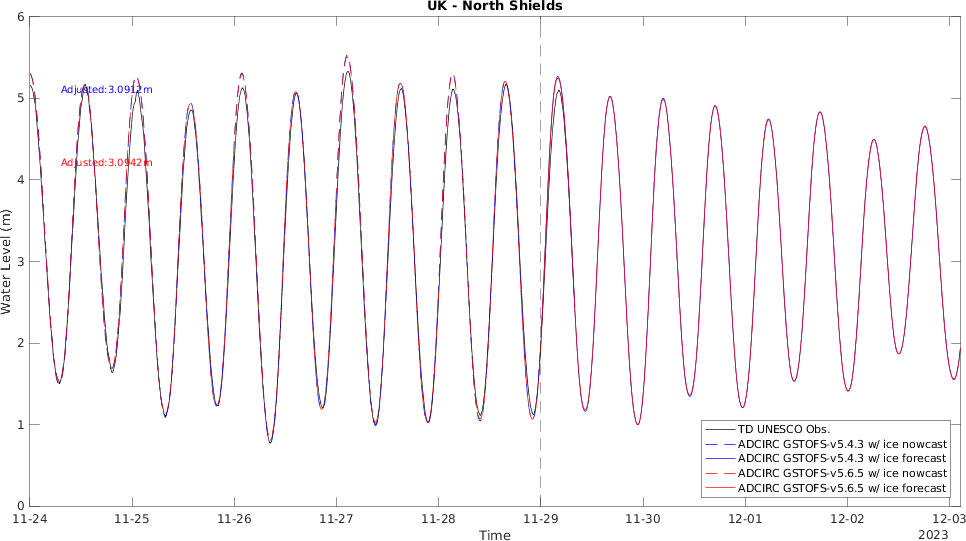 UK - North Shields
6
5
4
3
2
1
0
Water Level (m)
Adjusted:3.0912m
Adjusted:3.0942m
TD UNESCO Obs.
ADCIRC GSTOFS-v5.4.3 w/ ice nowcast
ADCIRC GSTOFS-v5.4.3 w/ ice forecast
ADCIRC GSTOFS-v5.6.5 w/ ice nowcast
ADCIRC GSTOFS-v5.6.5 w/ ice forecast
11-24 11-25 11-26 11-27 11-28 11-29 11-30 12-01 12-02 12-03
Time
2023